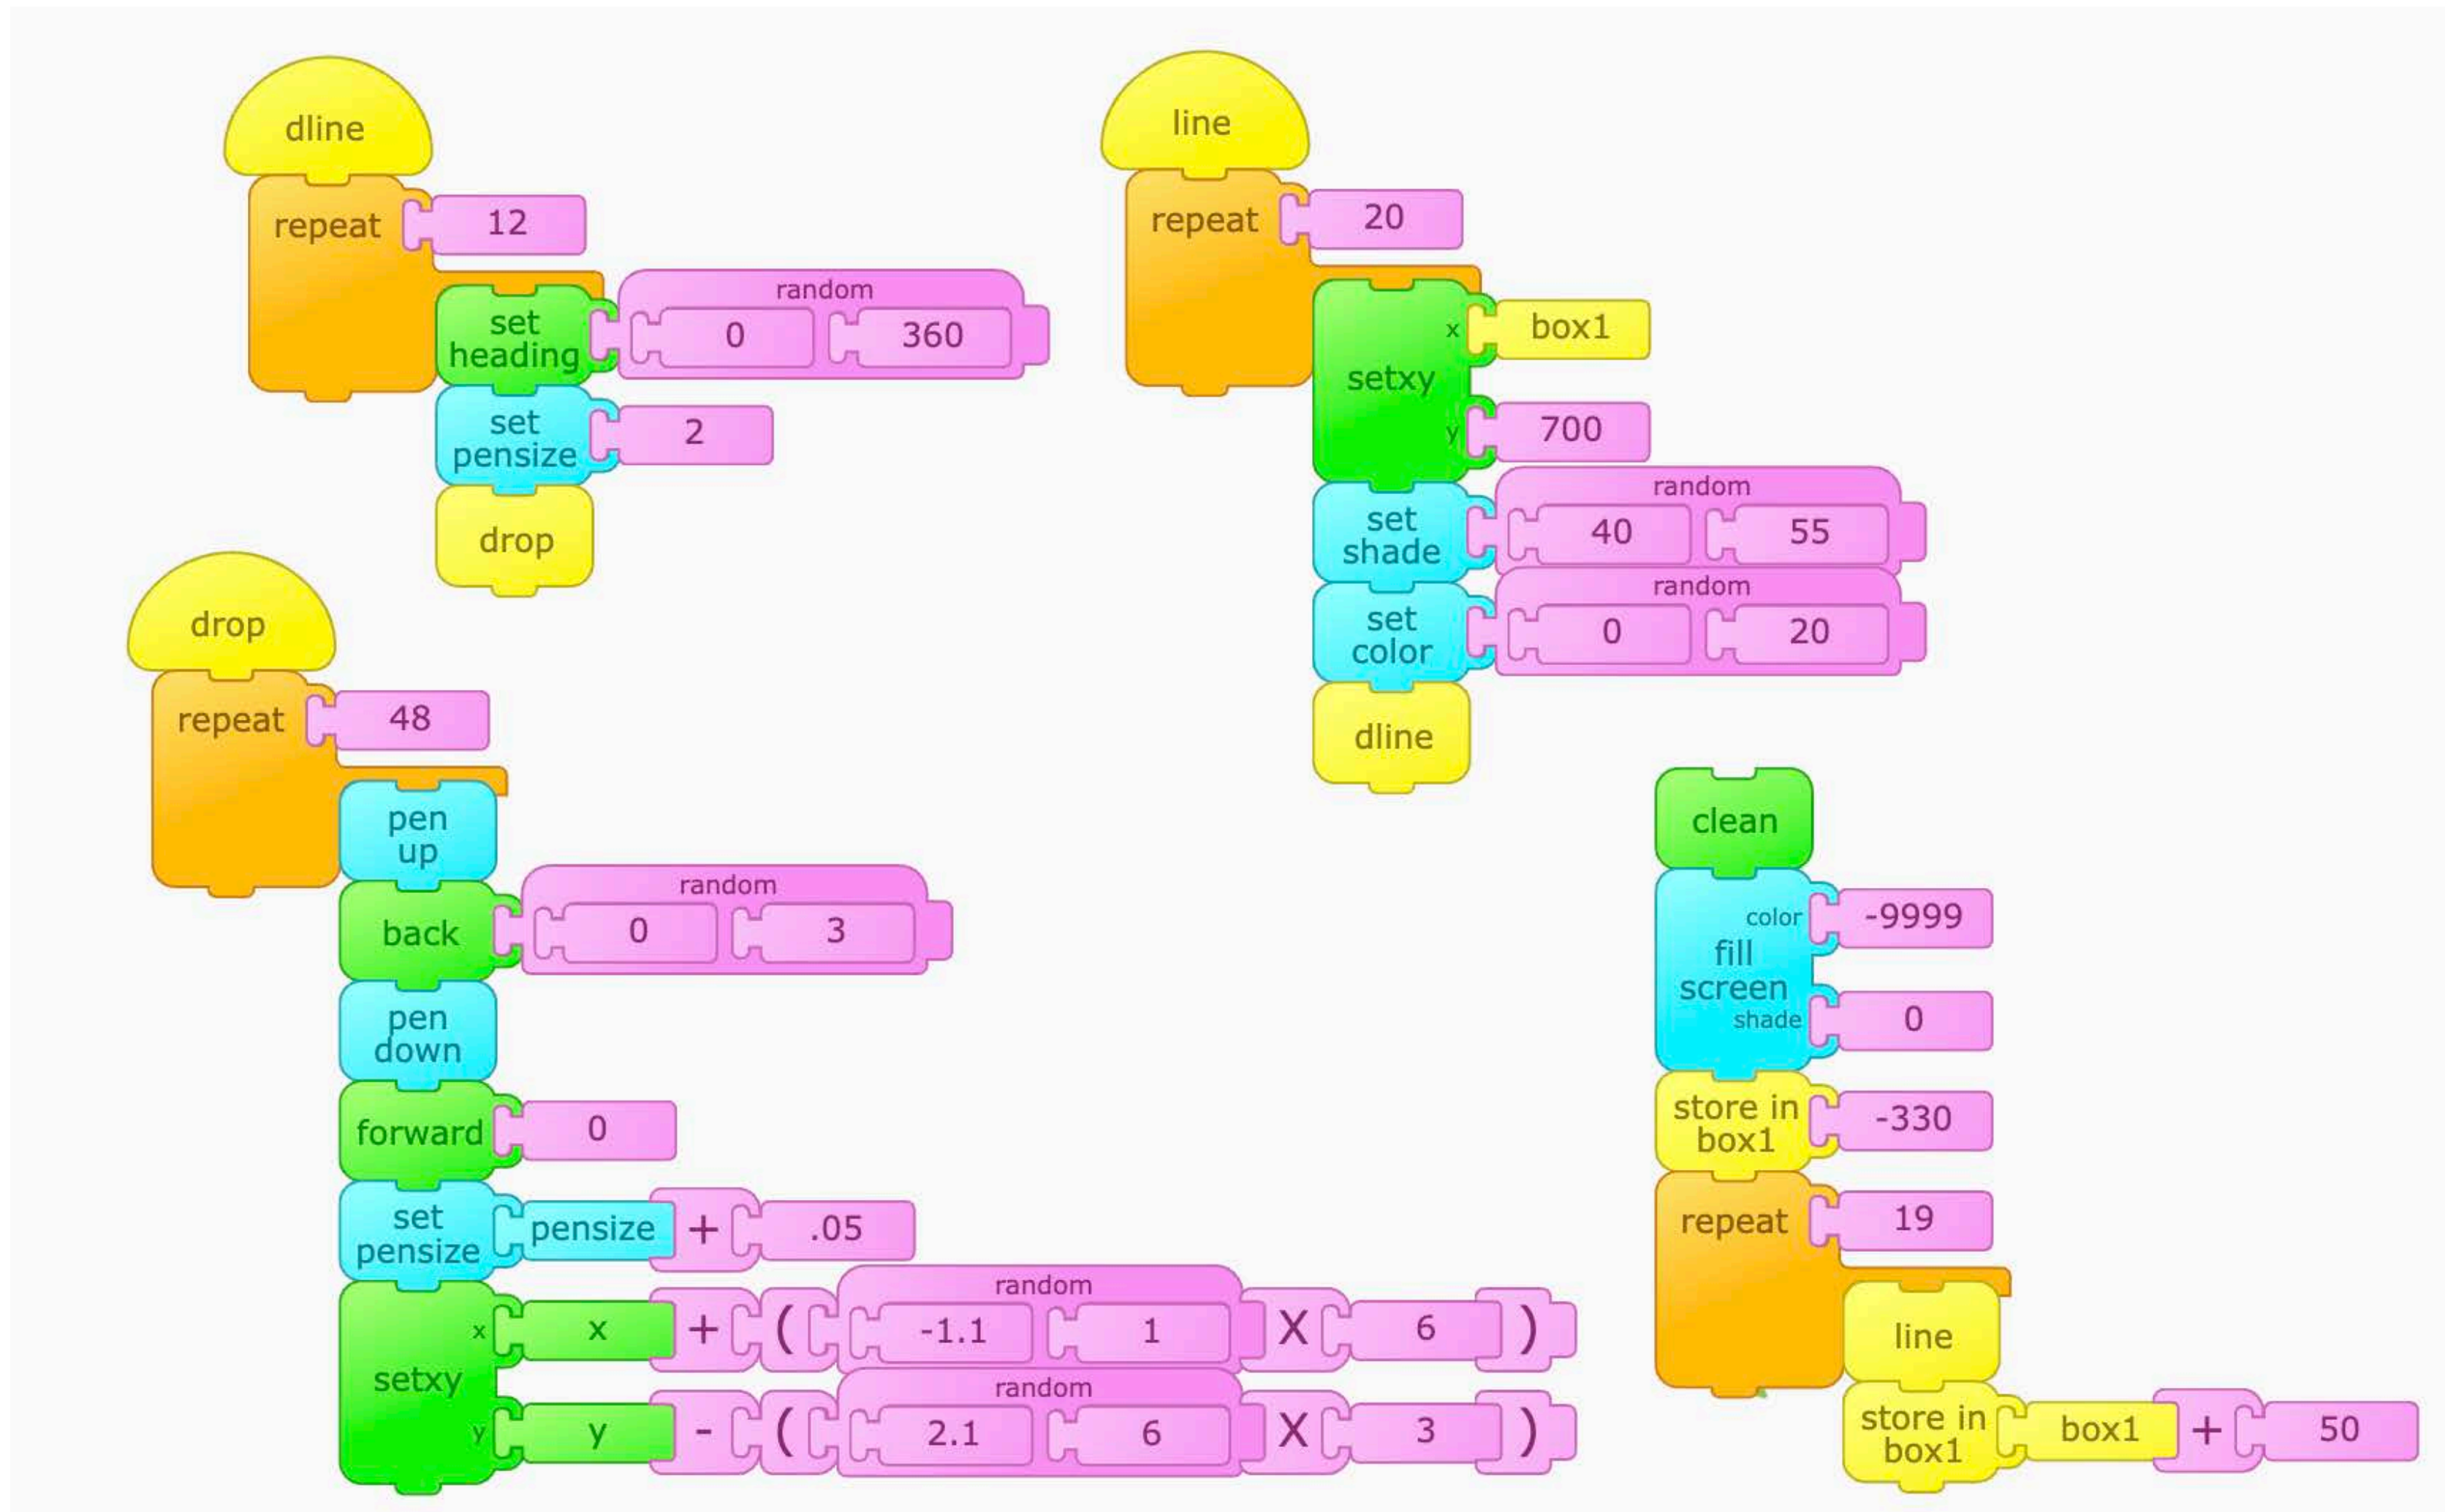 dline
repeat 12
random
set heading 0 360
set pensize 2
drop
drop
repeat 48
pen up
random
back 0 3
pen down
forward 0
set pensize pensize + .05
random
x x + ( -1.1 1 X 6 )
setxy
random
y y - ( 2.1 6 X 3 )
line
repeat 20
x box1
setxy
y 700
random
set shade 40 55
random
set color 0 20
dline
clean
color -9999
fill screen
shade 0
store in box1 -330
repeat 19
line
store in box1 box1 + 50